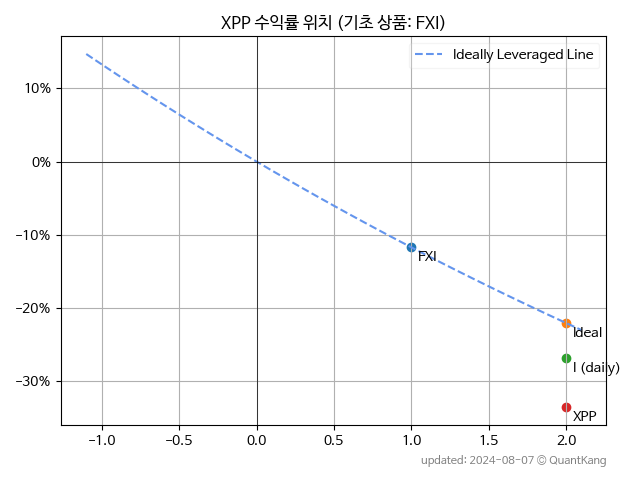 XPP 수익률 위치 (기초 상품: FXI)
Ideally Leveraged Line
10%
0%
−10%
−20%
−30%
FXI
Ideal
I (daily)
XPP
−1.0
−0.5
0.0
0.5
1.0
1.5
2.0
updated: 2024-08-07 © QuantKang